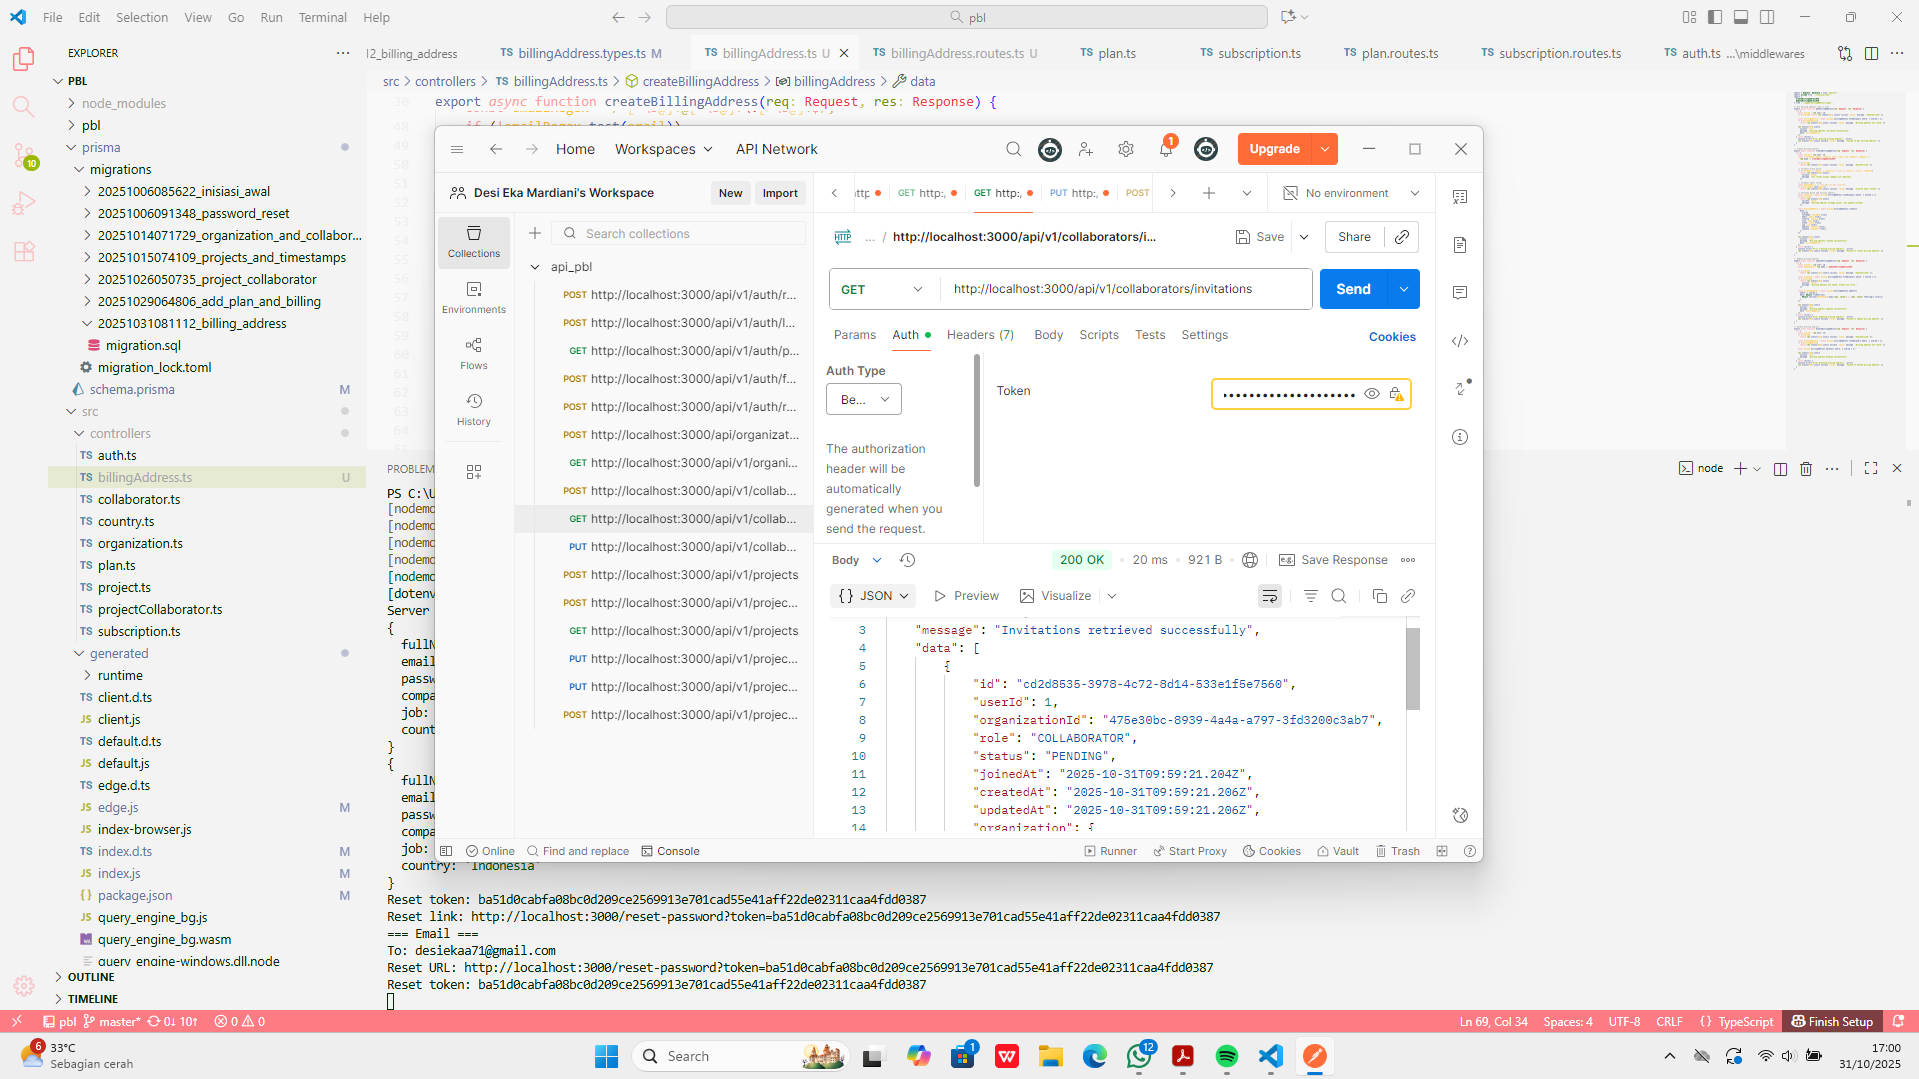 File Edit Selection View Go Run Terminal Help
pbl
EXPLORER
PBL
node_modules
pbl
prisma
migrations
20251006085622_inisiasi_awal
20251006091348_password_reset
20251014071729_organization_and_collabor...
20251015074109_projects_and_timestamps
20251026050735_project_collaborator
20251029064806_add_plan_and_billing
20251031081112_billing_address
migration.sql
migration_lock.toml
schema.prisma M
src
controllers
TS auth.ts
TS billingAddress.ts U
TS collaborator.ts
TS country.ts
TS organization.ts
TS plan.ts
TS project.ts
TS projectCollaborator.ts
TS subscription.ts
generated
runtime
TS client.d.ts
JS client.js
TS default.d.ts
JS default.js
TS edge.d.ts
JS edge.js M
JS index-browser.js
TS index.d.ts M
JS index.js M
{} package.json M
JS query_engine_bg.js
query_engine_bg.wasm
query_engine-windows.dll.node
OUTLINE
TIMELINE
10
l2_billing_address TS billingAddress.types.ts M TS billingAddress.ts U TS billingAddress.routes.ts U TS plan.ts TS subscription.ts TS plan.routes.ts TS subscription.routes.ts TS auth.ts ...\middlewares
src > controllers > TS billingAddress.ts > createBillingAddress > billingAddress > data
30 export async function createBillingAddress(req: Request, res: Response) {
Home Workspaces API Network
1
Upgrade
Desi Eka Mardiani's Workspace New Import
GET http:, GET http:, PUT http:, POST
No environment
Collections
Environments
Flows
History
Search collections
api_pbl
POST http://localhost:3000/api/v1/auth/r...
POST http://localhost:3000/api/v1/auth/l...
GET http://localhost:3000/api/v1/auth/p...
POST http://localhost:3000/api/v1/auth/f...
POST http://localhost:3000/api/v1/auth/r...
POST http://localhost:3000/api/organizat...
GET http://localhost:3000/api/v1/organi...
POST http://localhost:3000/api/v1/collab...
GET http://localhost:3000/api/v1/collab...
PUT http://localhost:3000/api/v1/collab...
POST http://localhost:3000/api/v1/projects
POST http://localhost:3000/api/v1/projec...
GET http://localhost:3000/api/v1/projects
PUT http://localhost:3000/api/v1/projec...
PUT http://localhost:3000/api/v1/projec...
POST http://localhost:3000/api/v1/projec...
HTTP ... / http://localhost:3000/api/v1/collaborators/i... Save Share
GET http://localhost:3000/api/v1/collaborators/invitations Send
Params Auth Headers (7) Body Scripts Tests Settings Cookies
Auth Type
Be...
The authorization
header will be
automatically
generated when you
send the request.
Token
Body 200 OK 20 ms 921 B Save Response
{} JSON Preview Visualize
3 "message": "Invitations retrieved successfully",
4 "data": [
5 {
6 "id": "cd2d8535-3978-4c72-8d14-533e1f5e7560",
7 "userId": 1,
8 "organizationId": "475e30bc-8939-4a4a-a797-3fd3200c3ab7",
9 "role": "COLLABORATOR",
10 "status": "PENDING",
11 "joinedAt": "2025-10-31T09:59:21.204Z",
12 "createdAt": "2025-10-31T09:59:21.206Z",
13 "updatedAt": "2025-10-31T09:59:21.206Z",
14 "organization": {
Online Find and replace Console Runner Start Proxy Cookies Vault Trash
PROBLEM
node
PS C:\U
[nodemo
[nodemo
[nodemo
[nodemo
[nodemo
[dotenv
Server
{
fullN
email
passw
compa
job:
count
}
{
fullN
email
passw
compa
job:
country: 'Indonesia'
}
Reset token: ba51d0cabfa08bc0d209ce2569913e701cad55e41aff22de02311caa4fdd0387
Reset link: http://localhost:3000/reset-password?token=ba51d0cabfa08bc0d209ce2569913e701cad55e41aff22de02311caa4fdd0387
=== Email ===
To: desiekaa71@gmail.com
Reset URL: http://localhost:3000/reset-password?token=ba51d0cabfa08bc0d209ce2569913e701cad55e41aff22de02311caa4fdd0387
Reset token: ba51d0cabfa08bc0d209ce2569913e701cad55e41aff22de02311caa4fdd0387
pbl master* 0↓ 10↑ 0 0 Ln 69, Col 34 Spaces: 4 UTF-8 CRLF {} TypeScript Finish Setup
6 33°C
Sebagian cerah
Search
1
12
17:00
31/10/2025